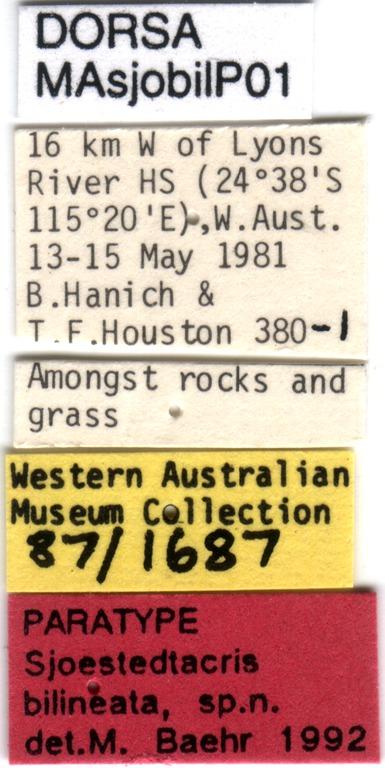 DORSA
MAsjobilP01
16 km W of Lyons
River HS (24°38'S
115°20'E),W.Aust.
13-15 May 1981
B.Hanich &
T.F.Houston 380-1
Amongst rocks and
grass
Western Australian
Museum Collection
87/1687
PARATYPE
Sjoestedtacris
bilineata, sp.n.
det.M. Baehr 1992